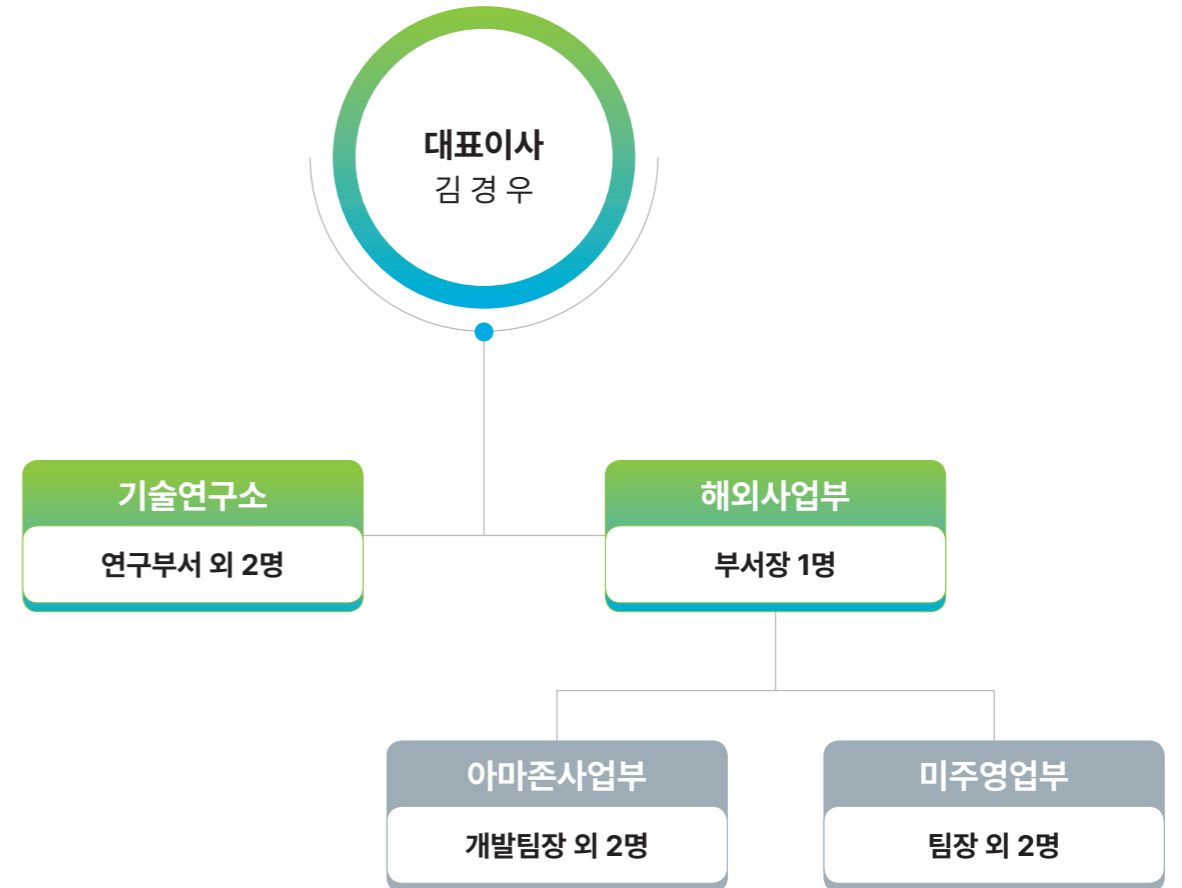 대표이사
김 경 우
기술연구소
연구부서 외 2명
해외사업부
부서장 1명
아마존사업부
개발팀장 외 2명
미주영업부
팀장 외 2명